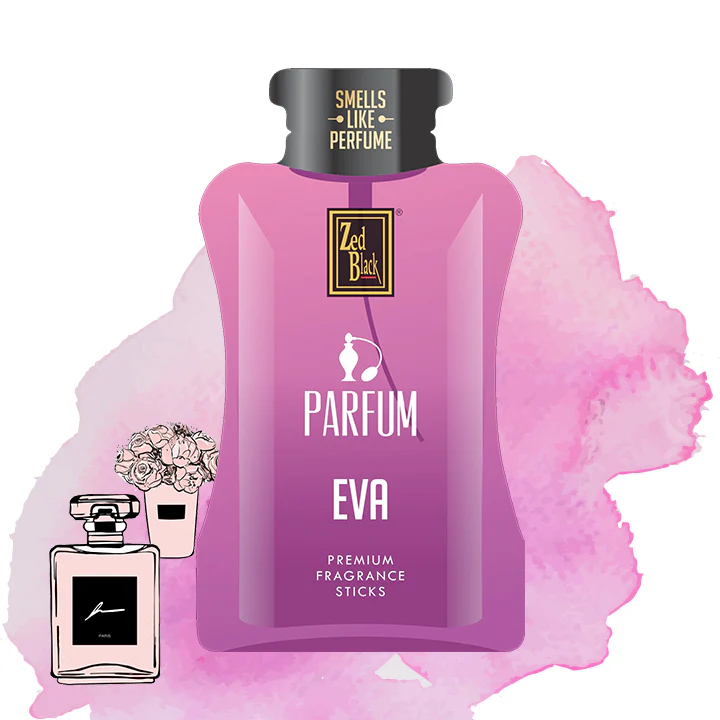 SMELLS
LIKE
PERFUME
Zed
Black
®
PARFUM
EVA
PREMIUM
FRAGRANCE
STICKS
PARIS